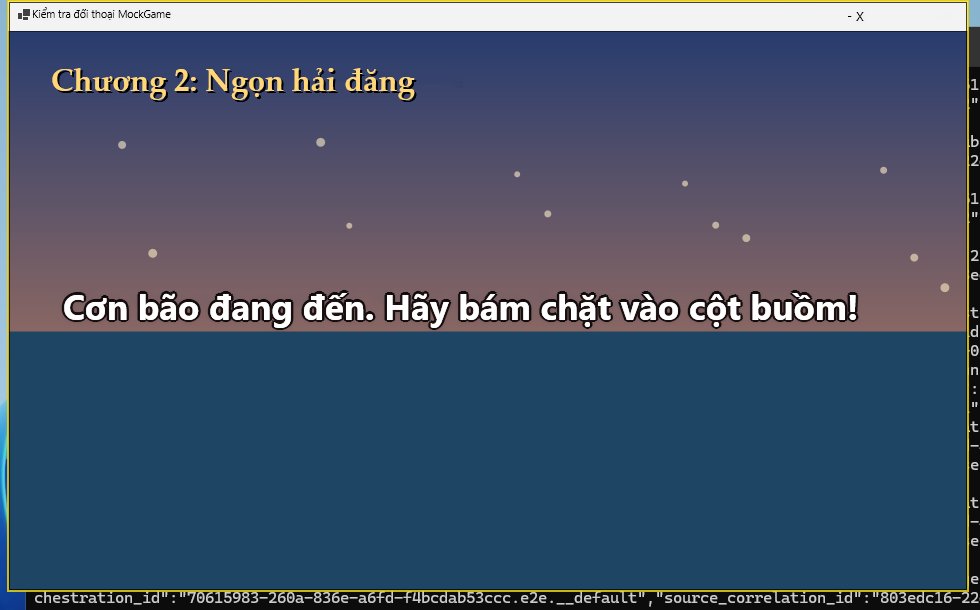 Kiểm tra đối thoại MockGame
- X
Chương 2: Ngọn hải đăng
Cơn bão đang đến. Hãy bám chặt vào cột buồm!
chestration_id":"70615983-260a-836e-a6fd-f4bcdab53ccc.e2e.__default","source_correlation_id":"803edc16-2